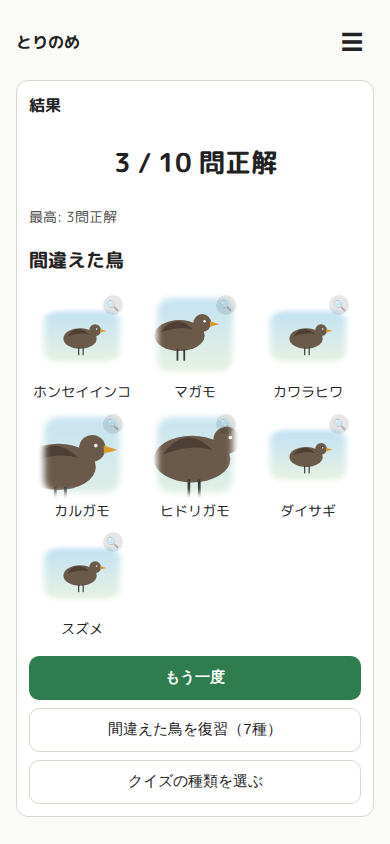 とりのめ
結果
3 / 10 問正解
最高: 3問正解
間違えた鳥
ホンセイインコ
マガモ
カワラヒワ
カルガモ
ヒドリガモ
ダイサギ
スズメ
もう一度
間違えた鳥を復習（7種）
クイズの種類を選ぶ